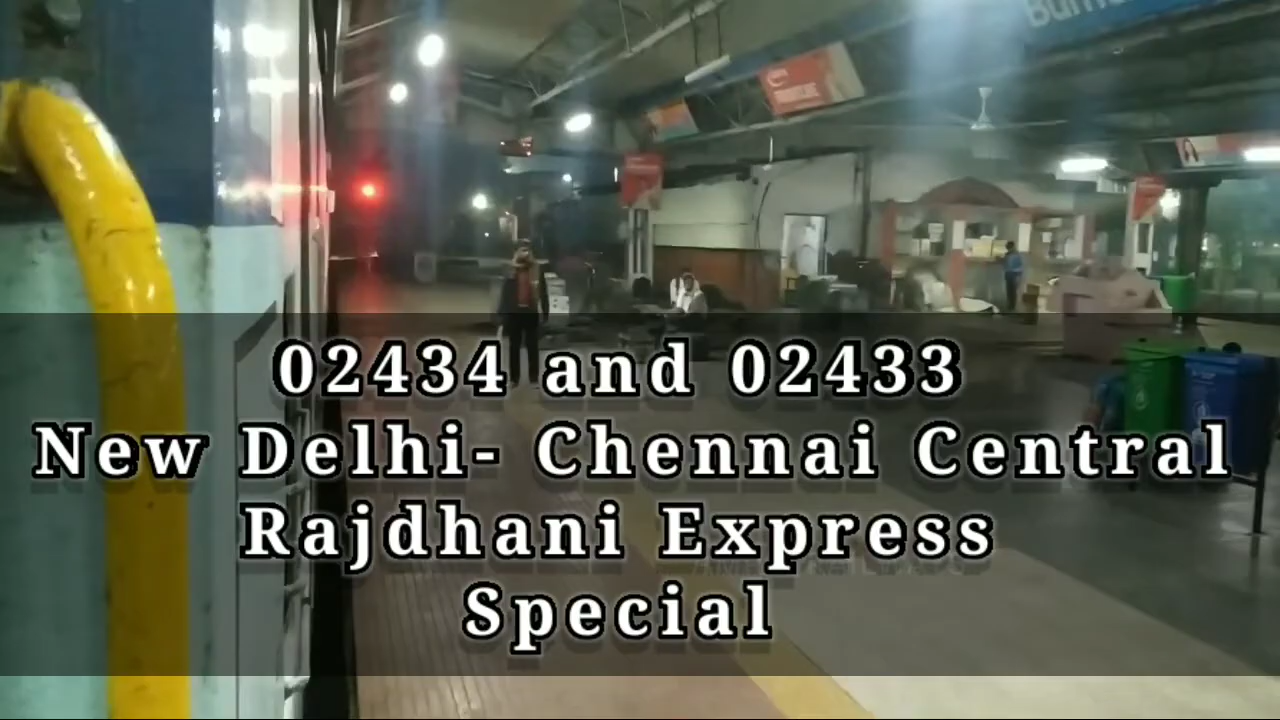 02434 and 02433
New Delhi- Chennai Central
Rajdhani Express
Special